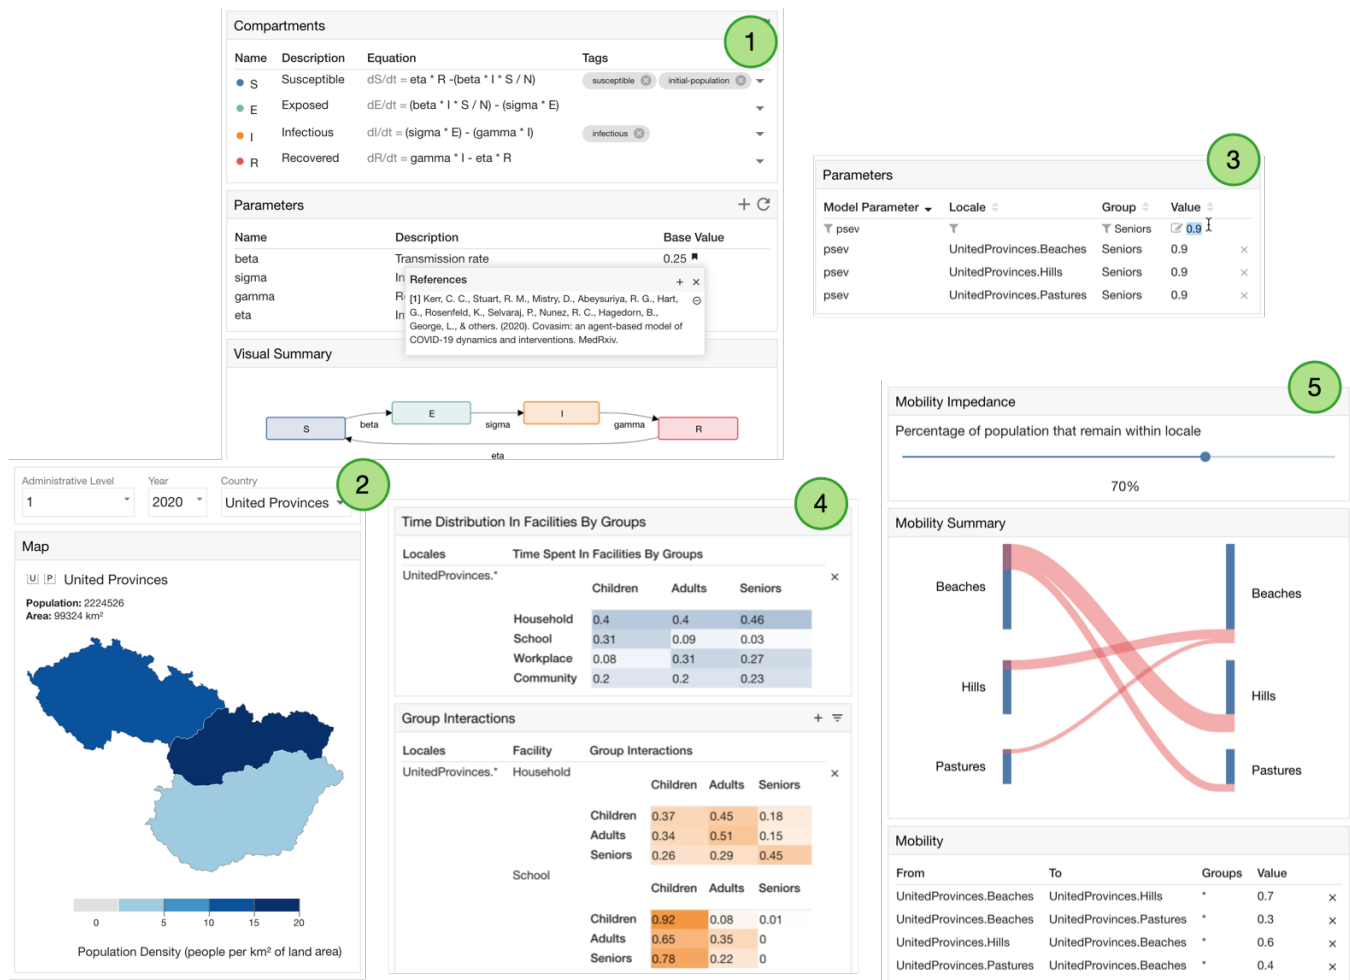 1
Compartments
Name Description Equation Tags
S Susceptible dS/dt = eta * R -(beta * I * S / N) susceptible initial-population
E Exposed dE/dt = (beta * I * S / N) - (sigma * E)
I Infectious dI/dt = (sigma * E) - (gamma * I) infectious
R Recovered dR/dt = gamma * I - eta * R
Parameters
Name Description Base Value
beta Transmission rate 0.25
sigma In
gamma R
eta In
References
[1] Kerr, C. C., Stuart, R. M., Mistry, D., Abeysuriya, R. G., Hart,
G., Rosenfeld, K., Selvaraj, P., Nunez, R. C., Hagedorn, B.,
George, L., & others. (2020). Covasim: an agent-based model of
COVID-19 dynamics and interventions. MedRxiv.
Visual Summary
S
E
I
R
beta
sigma
gamma
eta
2
Administrative Level Year Country
1 2020 United Provinces
Map
U P United Provinces
Population: 2224526
Area: 99324 km²
0 5 10 15 20
Population Density (people per km² of land area)
3
Parameters
Model Parameter Locale Group Value
psev Seniors 0.9
psev UnitedProvinces.Beaches Seniors 0.9
psev UnitedProvinces.Hills Seniors 0.9
psev UnitedProvinces.Pastures Seniors 0.9
4
Time Distribution In Facilities By Groups
Locales Time Spent In Facilities By Groups
UnitedProvinces.*
Children Adults Seniors
Household 0.4 0.4 0.46
School 0.31 0.09 0.03
Workplace 0.08 0.31 0.27
Community 0.2 0.2 0.23
Group Interactions
Locales Facility Group Interactions
UnitedProvinces.* Household
Children Adults Seniors
Children 0.37 0.45 0.18
Adults 0.34 0.51 0.15
Seniors 0.26 0.29 0.45
School
Children Adults Seniors
Children 0.92 0.08 0.01
Adults 0.65 0.35 0
Seniors 0.78 0.22 0
5
Mobility Impedance
Percentage of population that remain within locale
70%
Mobility Summary
Beaches
Hills
Pastures
Beaches
Hills
Pastures
Mobility
From To Groups Value
UnitedProvinces.Beaches UnitedProvinces.Hills * 0.7
UnitedProvinces.Beaches UnitedProvinces.Pastures * 0.3
UnitedProvinces.Hills UnitedProvinces.Beaches * 0.6
UnitedProvinces.Pastures UnitedProvinces.Beaches * 0.4